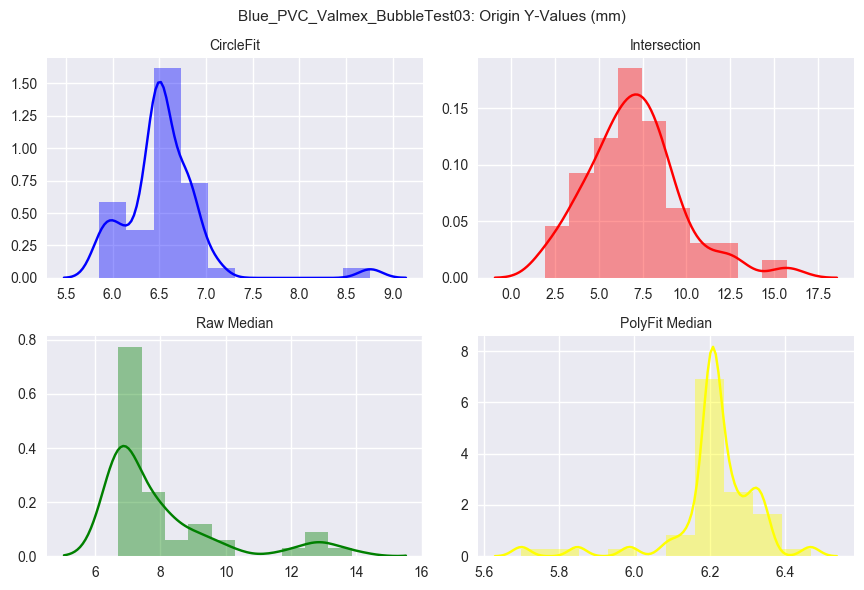 Blue_PVC_Valmex_BubbleTest03: Origin Y-Values (mm)
CircleFit
1.50
1.25
1.00
0.75
0.50
0.25
0.00
5.5 6.0 6.5 7.0 7.5 8.0 8.5 9.0
Intersection
0.15
0.10
0.05
0.00
0.0 2.5 5.0 7.5 10.0 12.5 15.0 17.5
Raw Median
0.8
0.6
0.4
0.2
0.0
6 8 10 12 14 16
PolyFit Median
8
6
4
2
0
5.6 5.8 6.0 6.2 6.4